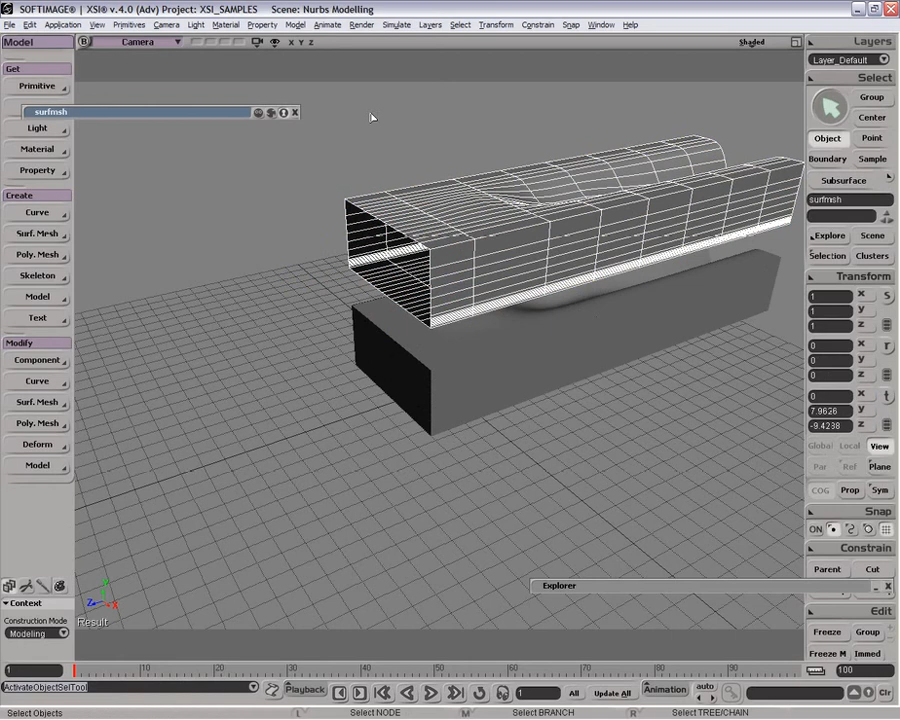 SOFTIMAGE® | XSI® v.4.0 (Adv) Project: XSI_SAMPLES Scene: Nurbs Modelling
File Edit View Primitives Camera Light Material Property Model Animate Render Simulate Layers Select Transform Constrain Snap Window Help
Model
B Camera X Y Z Shaded
Layers
Layer_Default
Get
Primitive
surfmsh
Light
Material
Property
Create
Curve
Surf. Mesh
Poly. Mesh
Skeleton
Model
Text
Modify
Component
Curve
Surf. Mesh
Poly. Mesh
Deform
Model
Select
Group
Center
Object Point
Boundary Sample
Subsurface
surfmsh
Explore Scene
Selection Clusters
Transform
1 x S
1 y
1 z
0 x r
0 y
0 z
0 x t
7.9626 y
-9.4238 z
Global Local View
Par Ref Plane
COG Prop Sym
Snap
ON
Constrain
Parent Cut
Explorer
Edit
Freeze Group
Freeze M Immed
Context
Construction Mode
Modeling
Z X
Result
1 10 20 30 40 50 60 70 80 90 100
ActivateObjectSelTool Playback 1 All Update All Animation auto Clr
Select Objects L Select NODE M Select BRANCH R Select TREE/CHAIN